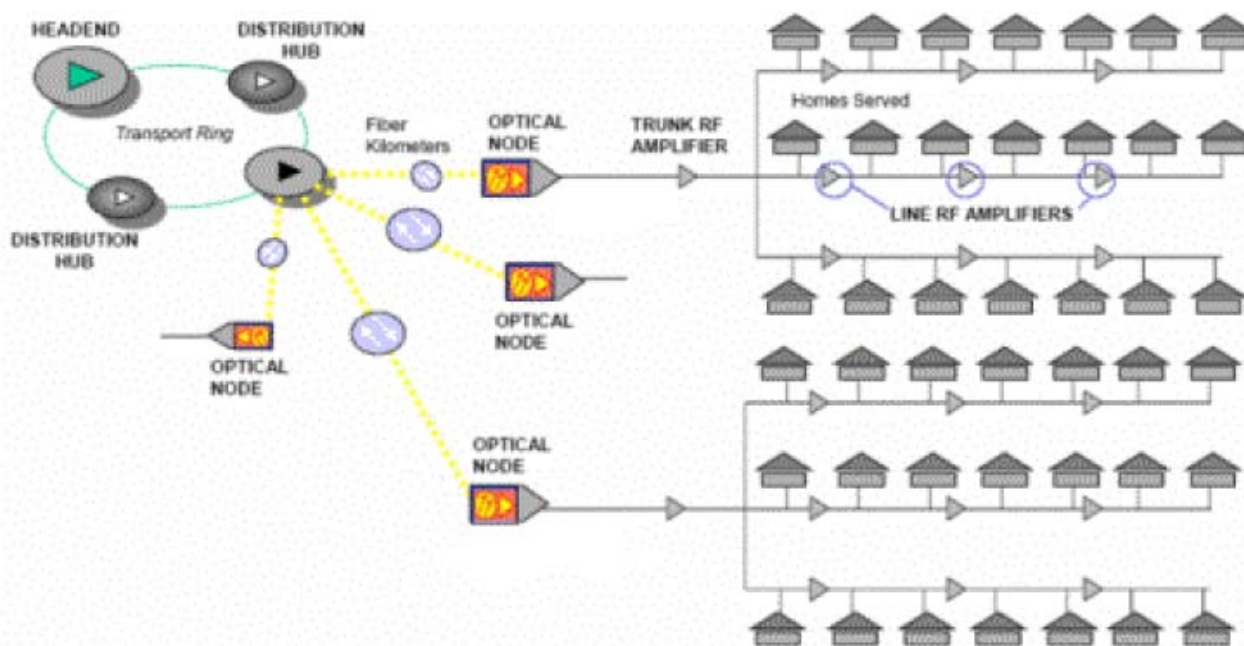 HEADEND
DISTRIBUTION
HUB
Transport Ring
Fiber
Kilometers
OPTICAL
NODE
TRUNK RF
AMPLIFIER
Homes Served
LINE RF AMPLIFIERS
DISTRIBUTION
HUB
OPTICAL
NODE
OPTICAL
NODE
OPTICAL
NODE